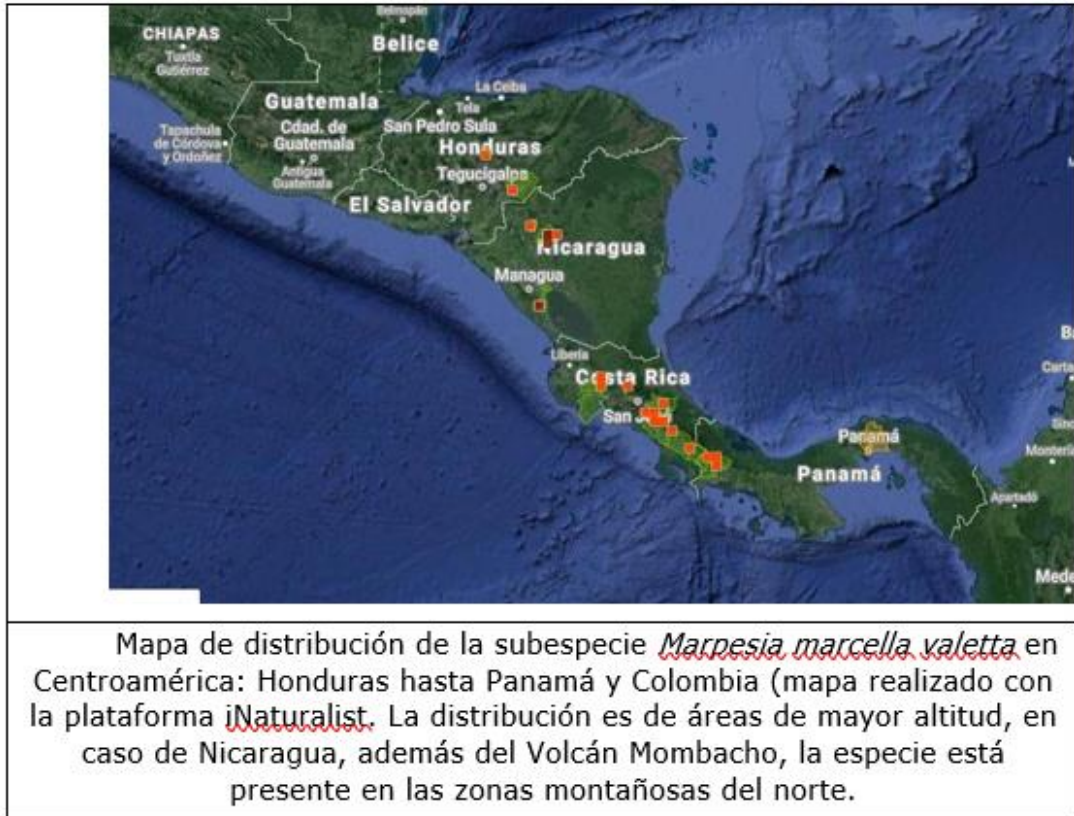 Belmopán
CHIAPAS
Tuxtla
Gutiérrez
Belice
La Ceiba
Guatemala
Tela
San Pedro Sula
Cdad. de
Guatemala
Tapachula
de Córdova
y Ordoñez
Honduras
Antigua
Guatemala
Tegucigalpa
El Salvador
Nicaragua
Managua
Liberia
Costa Rica
San
Panamá
Panamá
Apartadó
Mapa de distribución de la subespecie Marpesia marcella valetta en
Centroamérica: Honduras hasta Panamá y Colombia (mapa realizado con
la plataforma iNaturalist. La distribución es de áreas de mayor altitud, en
caso de Nicaragua, además del Volcán Mombacho, la especie está
presente en las zonas montañosas del norte.